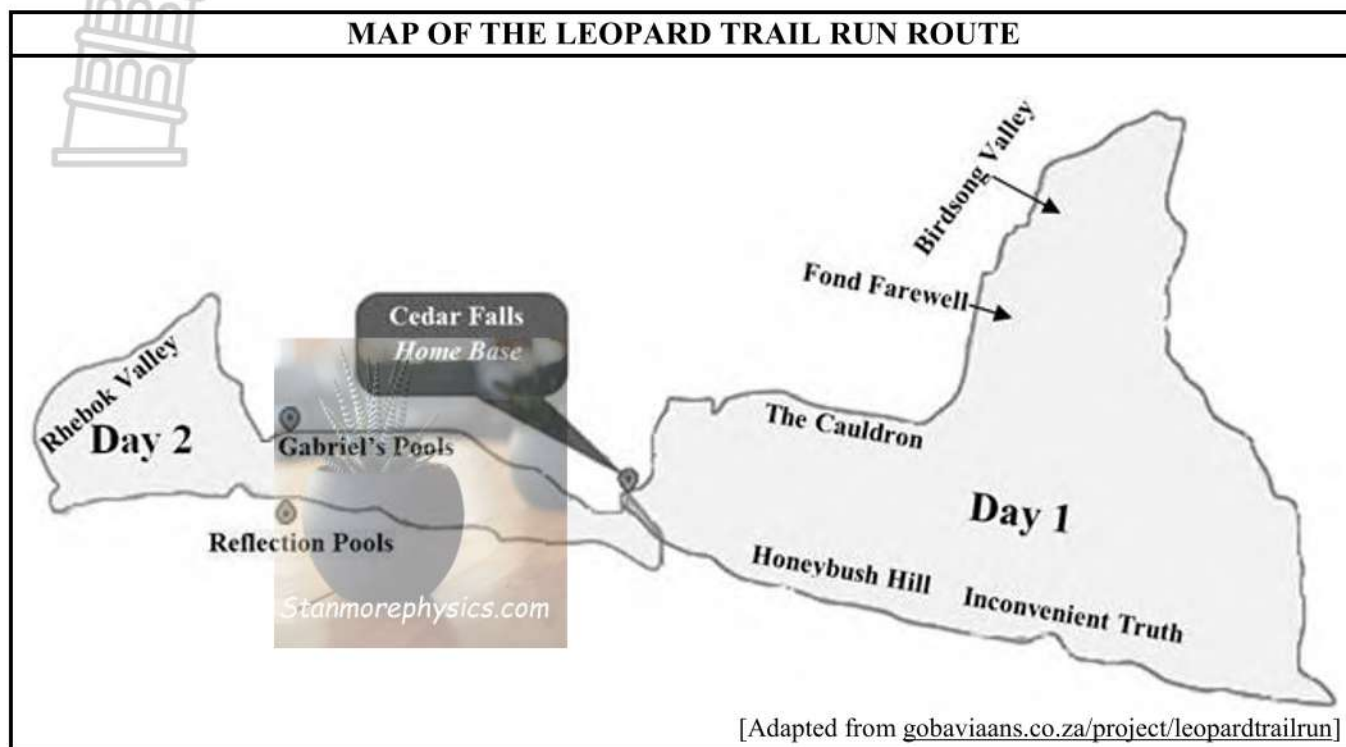 MAP OF THE LEOPARD TRAIL RUN ROUTE
Birdsong Valley
Fond Farewell
Cedar Falls
Home Base
Rhebok Valley
Day 2
Gabriel's Pools
The Cauldron
Day 1
Reflection Pools
Honeybush Hill
Inconvenient Truth
Stanmorephysics.com
[Adapted from gobaviaans.co.za/project/leopardtrailrun]